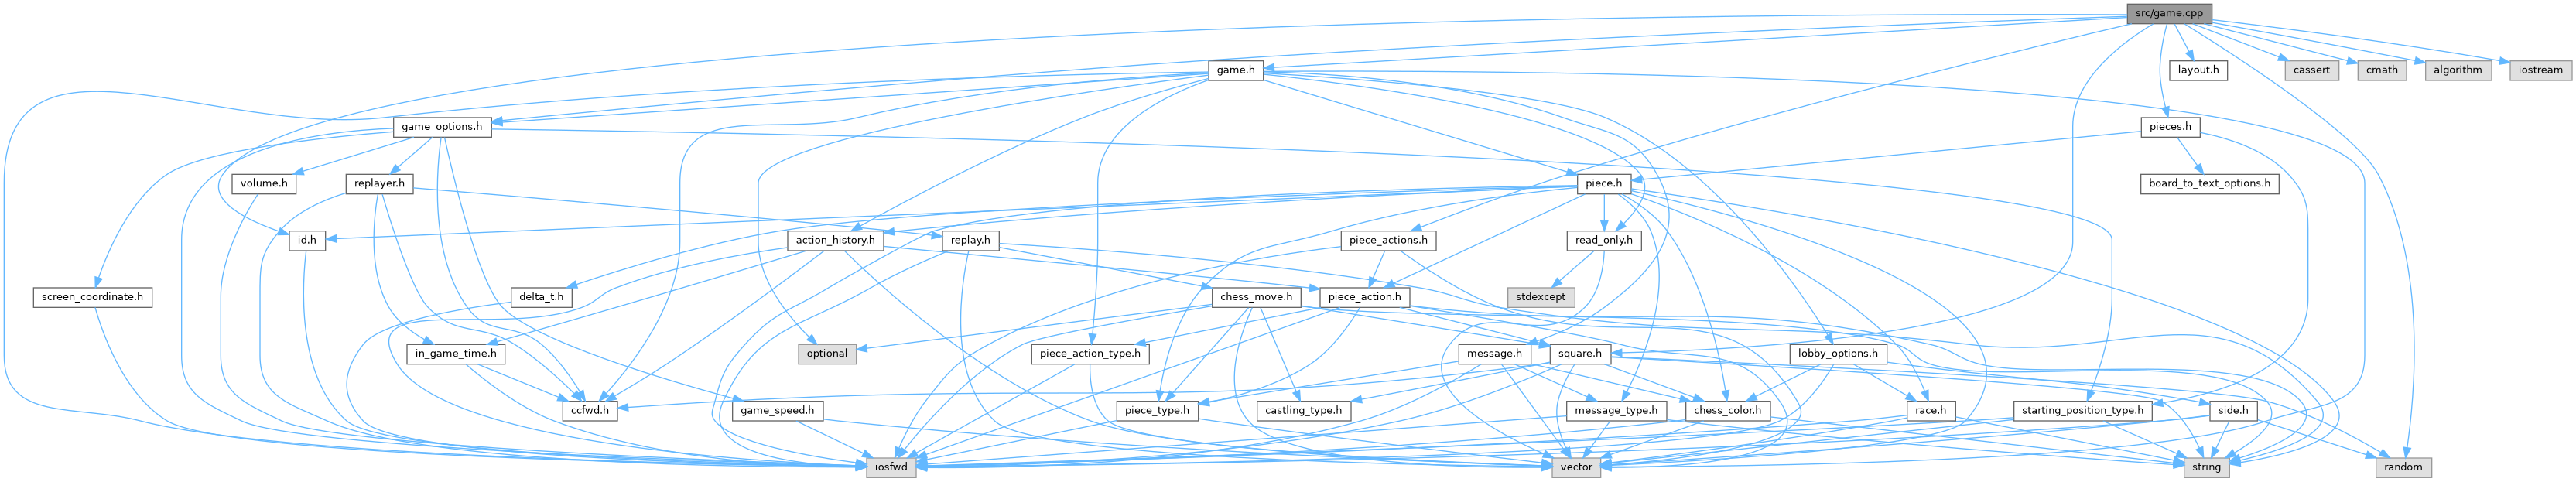 src/game.cpp
game.h
layout.h
cassert
cmath
algorithm
iostream
game_options.h
pieces.h
volume.h
replayer.h
piece.h
board_to_text_options.h
id.h
action_history.h
replay.h
piece_actions.h
read_only.h
screen_coordinate.h
delta_t.h
chess_move.h
piece_action.h
stdexcept
in_game_time.h
optional
piece_action_type.h
message.h
square.h
lobby_options.h
ccfwd.h
game_speed.h
piece_type.h
castling_type.h
message_type.h
chess_color.h
race.h
starting_position_type.h
side.h
iosfwd
vector
string
random